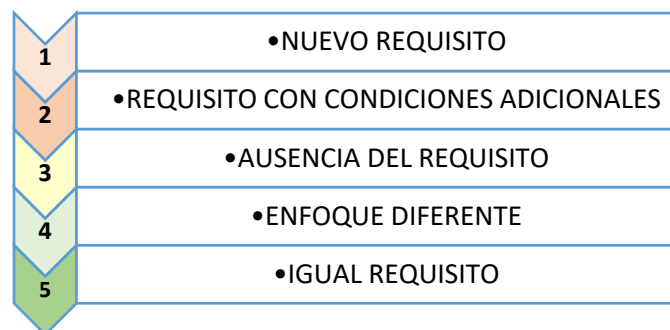 1
•NUEVO REQUISITO
2
•REQUISITO CON CONDICIONES ADICIONALES
3
•AUSENCIA DEL REQUISITO
4
•ENFOQUE DIFERENTE
5
•IGUAL REQUISITO